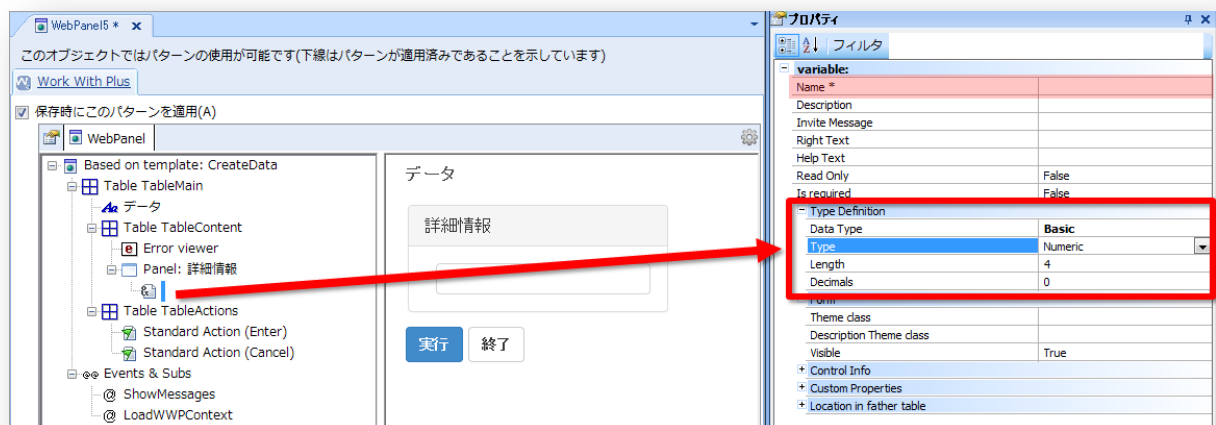 WebPanel5 * x
このオブジェクトではパターンの使用が可能です(下線はパターンが適用済みであることを示しています)
Work With Plus
保存時にこのパターンを適用(A)
WebPanel
Based on template: CreateData
Table TableMain
データ
Table TableContent
Error viewer
Panel: 詳細情報
Table TableActions
Standard Action (Enter)
Standard Action (Cancel)
Events & Subs
ShowMessages
LoadWWPContext
データ
詳細情報
実行 終了
プロパティ
フィルタ
variable:
Name *
Description
Invite Message
Right Text
Help Text
Read Only False
Is required False
Type Definition
Data Type Basic
Type Numeric
Length 4
Decimals 0
Form
Theme class
Description Theme class
Visible True
Control Info
Custom Properties
Location in father table